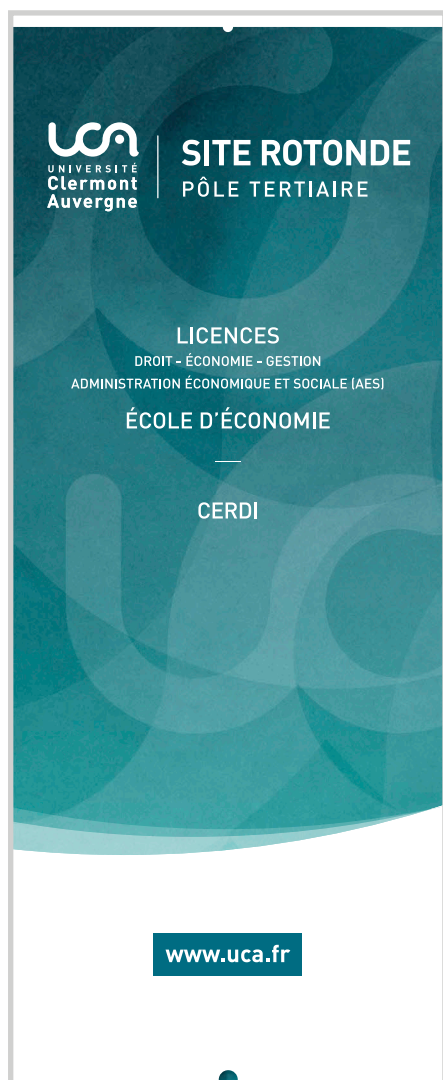 uca
UNIVERSITÉ
Clermont
Auvergne
SITE ROTONDE
PÔLE TERTIAIRE
LICENCES
DROIT - ÉCONOMIE - GESTION
ADMINISTRATION ÉCONOMIQUE ET SOCIALE (AES)
ÉCOLE D'ÉCONOMIE
CERDI
www.uca.fr